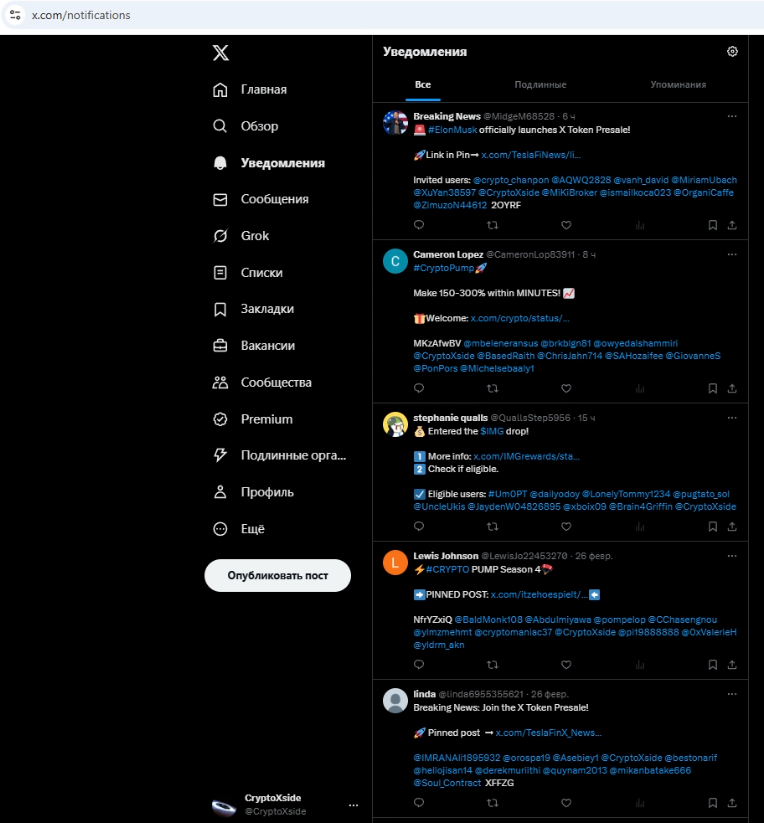 x.com/notifications
Главная
Обзор
Уведомления
Сообщения
Grok
Списки
Закладки
Вакансии
Сообщества
Premium
Подлинные орга...
Профиль
Ещё
Опубликовать пост
CryptoXside
@CryptoXside
Уведомления
Все Подлинные Упоминания
Breaking News @MidgeM68528 · 6 ч
🚨 #ElonMusk officially launches X Token Presale!
🚀Link in Pin➞ x.com/TeslaFiNews/li...
Invited users: @crypto_chanpon @AQWQ2828 @vanh_david @MiriamUbach
@XuYan38597 @CryptoXside @MiKiBroker @ismailkoca023 @OrganiCaffe
@ZimuzoN44612 2OYRF
C
Cameron Lopez @CameronLop83911 · 8 ч
#CryptoPump🚀
Make 150-300% within MINUTES! 📈
🎁Welcome: x.com/crypto/status/...
MKzAfwBV @mbeleneransus @brkblgn81 @owyedalshammiri
@CryptoXside @BasedRaith @ChrisJahn714 @SAHozaifee @GiovanneS
@PonPors @Michelsebaaly1
stephanie qualls @QuallsStep5956 · 15 ч
💰 Entered the $IMG drop!
1️⃣ More info: x.com/IMGrewards/sta...
2️⃣ Check if eligible.
☑️ Eligible users: #Um0PT @dailyodoy @LonelyTommy1234 @pugtato_sol
@UncleUkis @JaydenW04826895 @xboix09 @Brain4Griffin @CryptoXside
L
Lewis Johnson @LewisJo22453270 · 26 февр.
⚡#CRYPTO PUMP Season 4🚀
➡️PINNED POST: x.com/itzehoespielt/...⬅️
NfrYZxiQ @BaldMonk108 @Abdulmiyawa @pompelop @CChasengnou
@ylmzmehmt @cryptomaniac37 @CryptoXside @pi19888888 @0xValerieH
@yldrm_akn
linda @linda6955355621 · 26 февр.
Breaking News: Join the X Token Presale!
🚀 Pinned post ➞ x.com/TeslaFinX_News...
@IMRANAli1895932 @orospa19 @Asebiey1 @CryptoXside @bestonarif
@hellojisan14 @derekmuriithi @quynam2013 @mikanbatake666
@Soul_Contract XFFZG